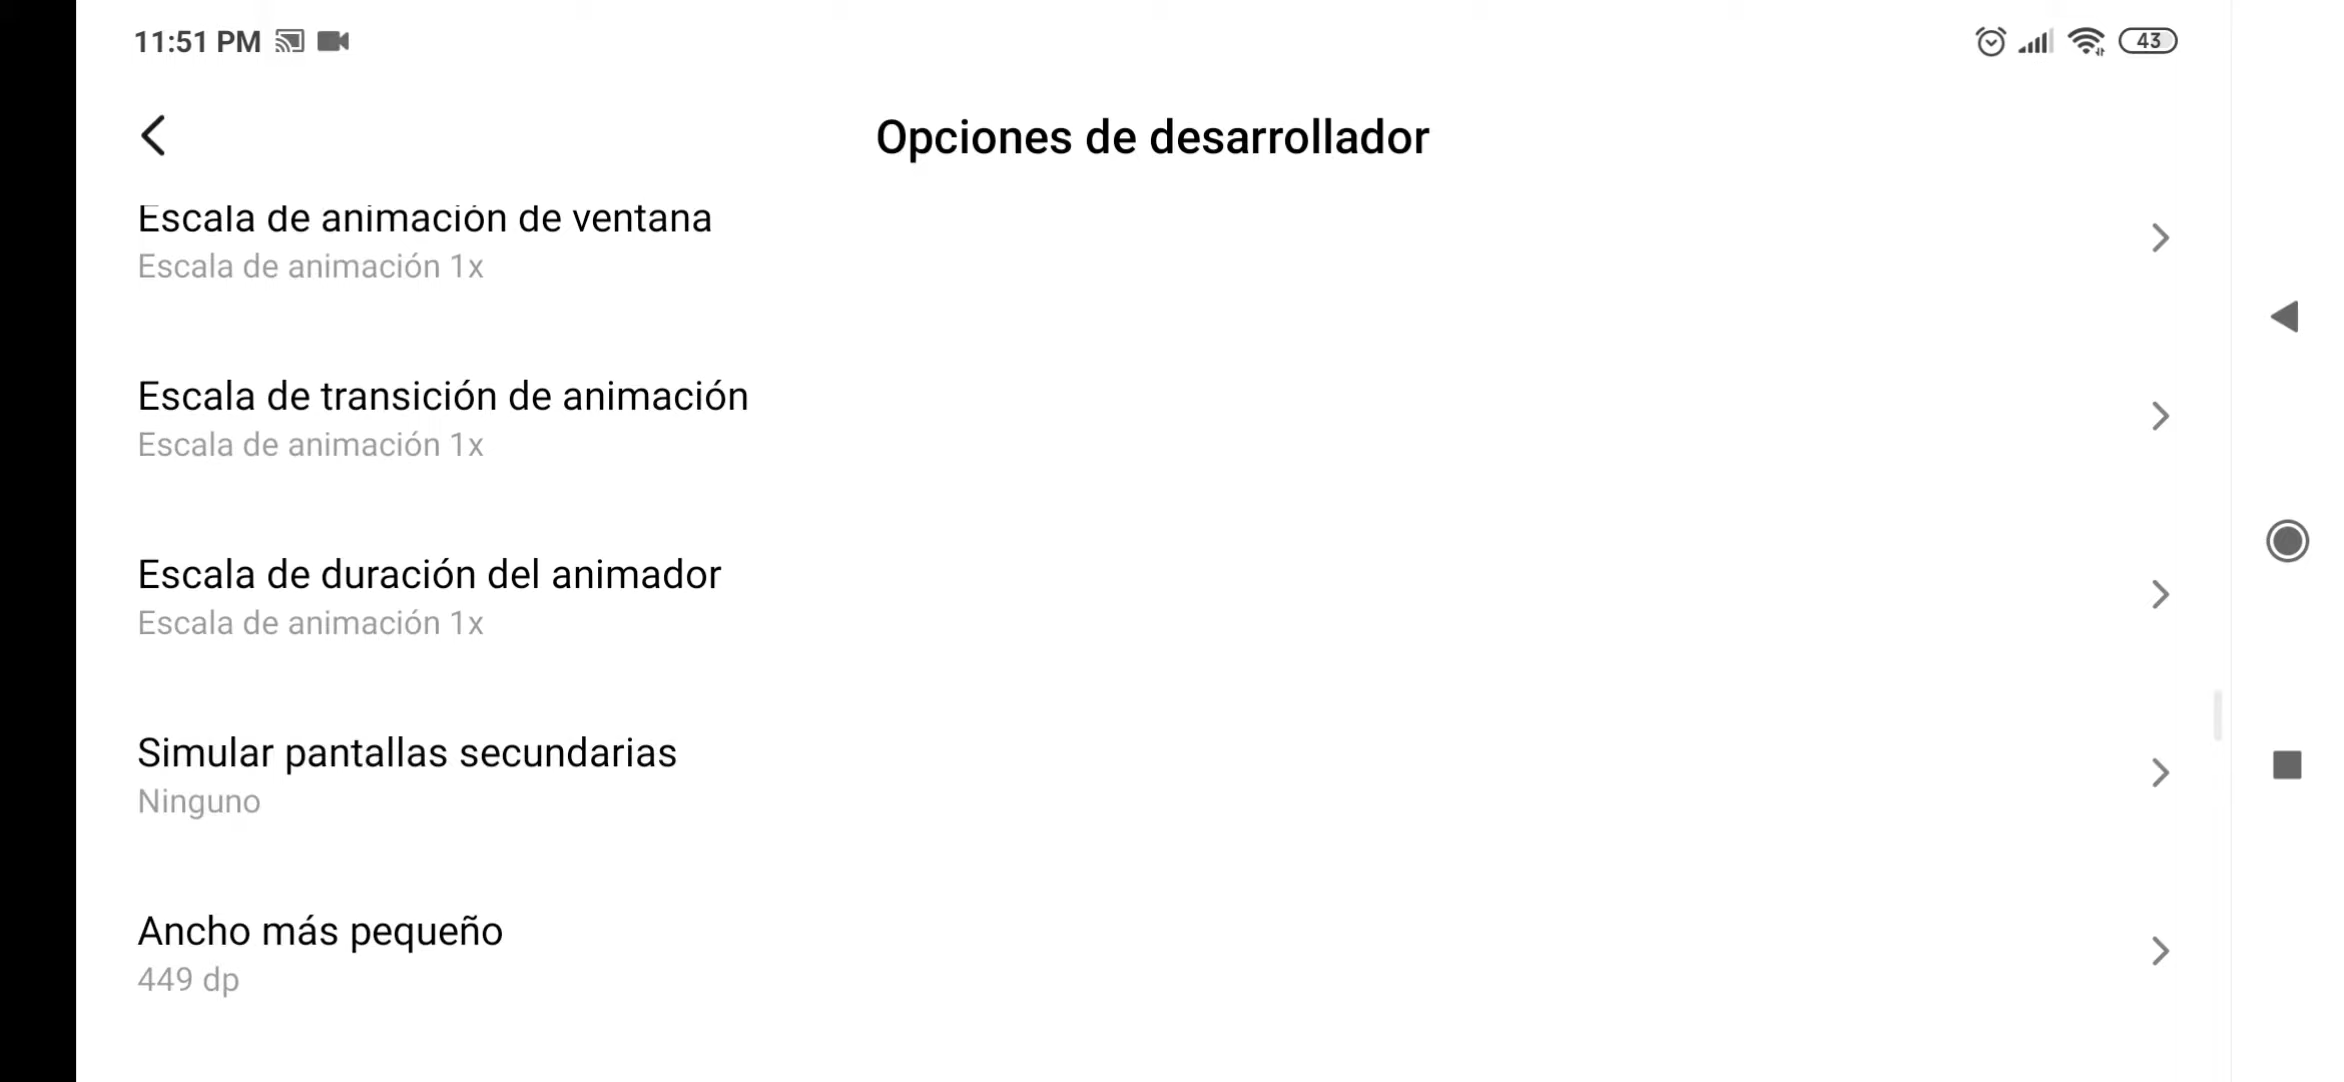 11:51 PM
43
Opciones de desarrollador
Escala de animación de ventana
Escala de animación 1x
Escala de transición de animación
Escala de animación 1x
Escala de duración del animador
Escala de animación 1x
Simular pantallas secundarias
Ninguno
Ancho más pequeño
449 dp